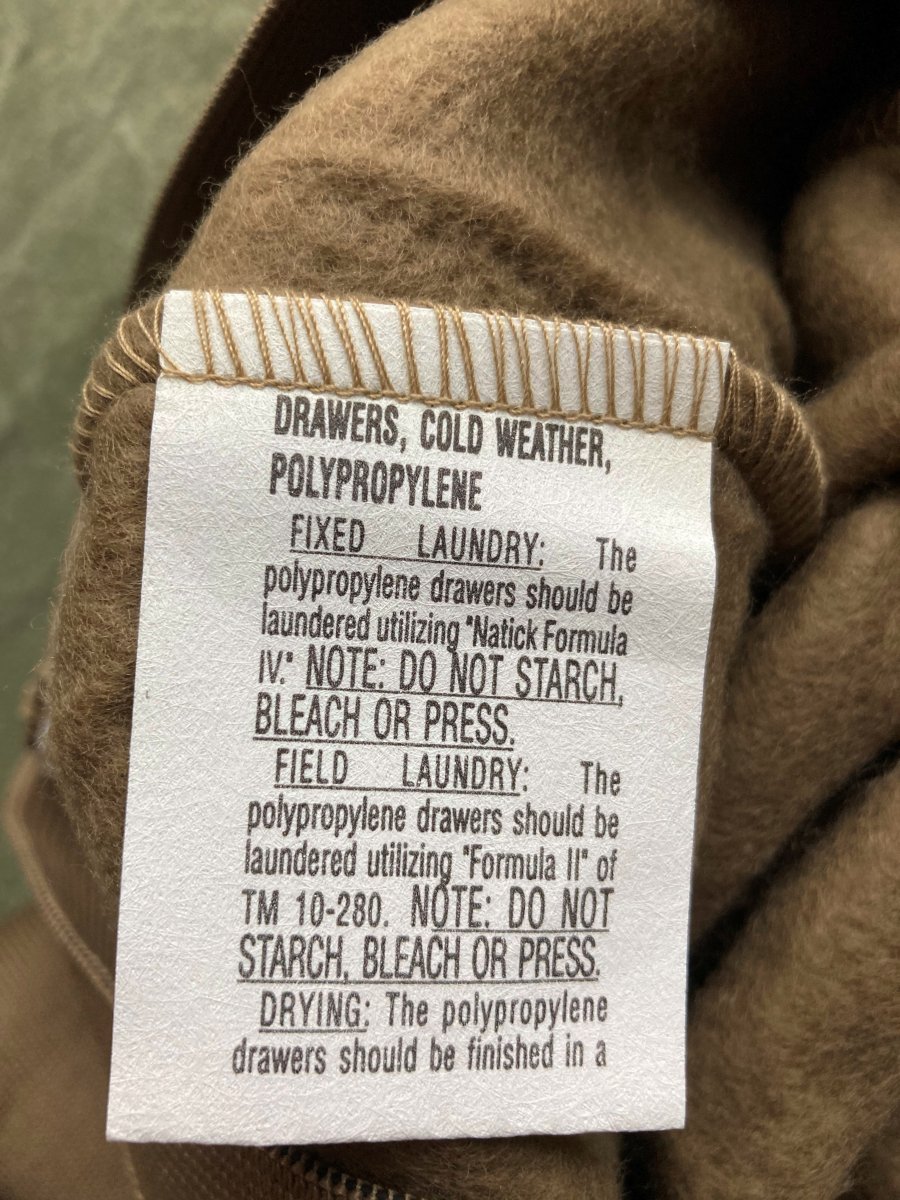 DRAWERS, COLD WEATHER,
POLYPROPYLENE
FIXED LAUNDRY: The
polypropylene drawers should be
laundered utilizing "Natick Formula
IV." NOTE: DO NOT STARCH,
BLEACH OR PRESS.
FIELD LAUNDRY: The
polypropylene drawers should be
laundered utilizing "Formula II" of
TM 10-280. NOTE: DO NOT
STARCH, BLEACH OR PRESS.
DRYING: The polypropylene
drawers should be finished in a